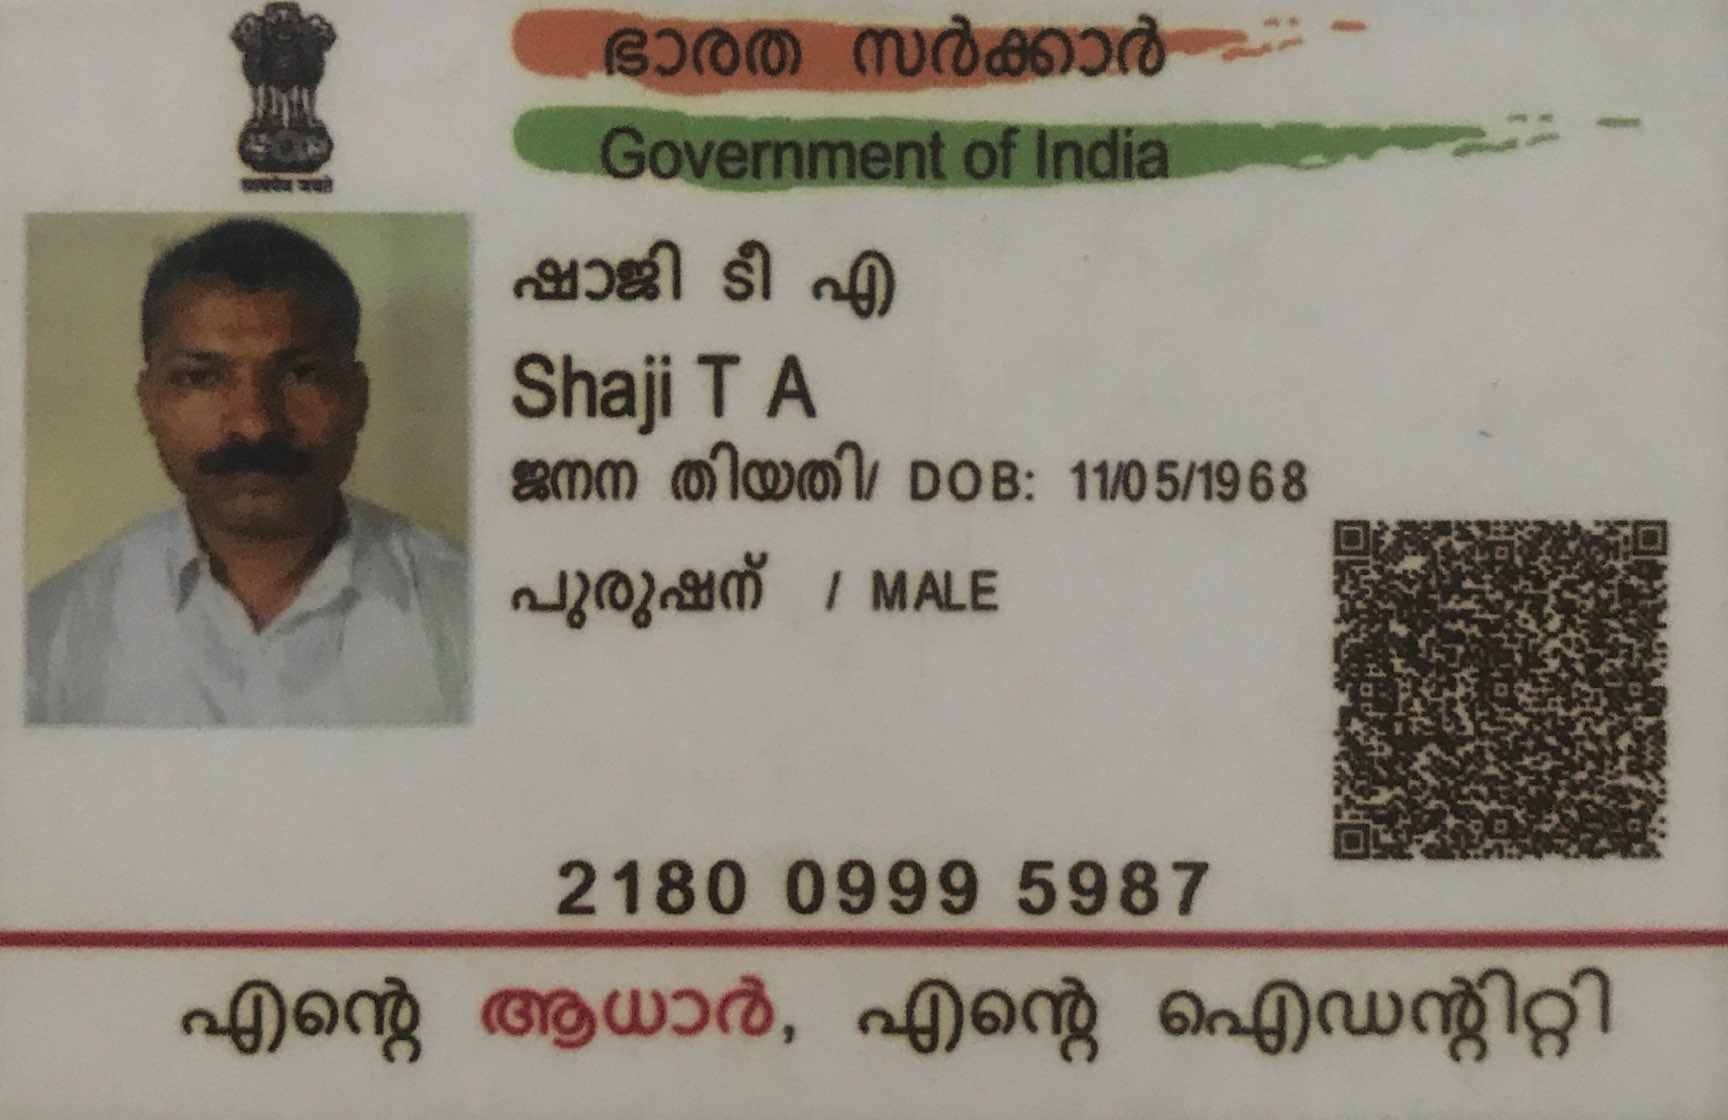 सत्यमेव जयते
ഭാരത സർക്കാർ
Government of India
ഷാജി ടീ എ
Shaji T A
ജനന തിയതി/ DOB: 11/05/1968
പുരുഷന് / MALE
2180 0999 5987
എന്റെ ആധാർ, എന്റെ ഐഡന്റിറ്റി